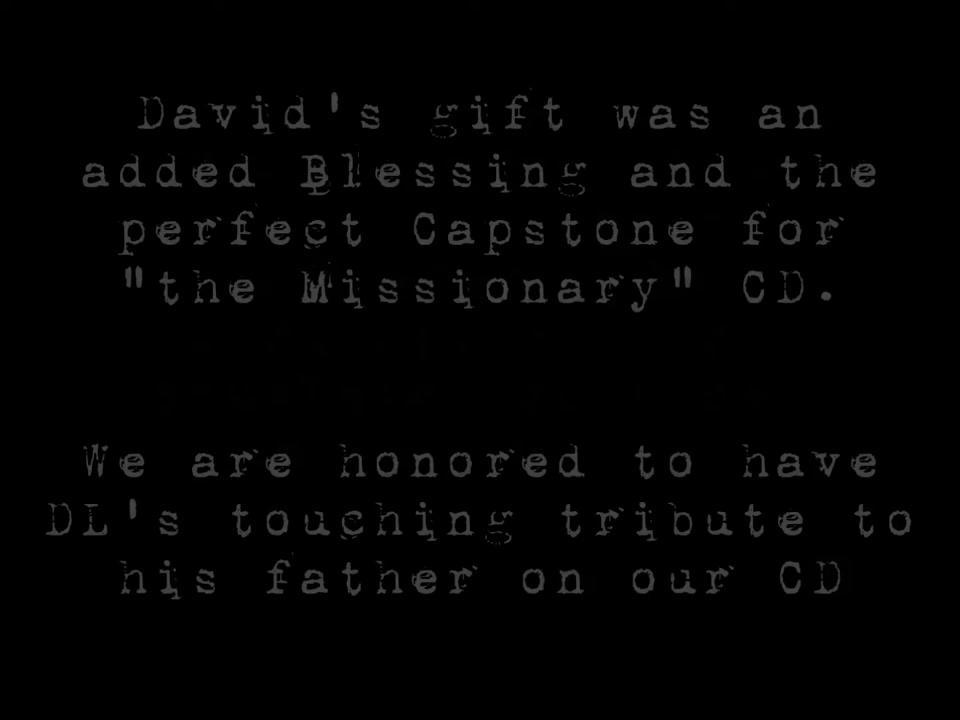 David's gift was an
added Blessing and the
perfect Capstone for
"the Missionary" CD.
We are honored to have
DL's touching tribute to
his father on our CD